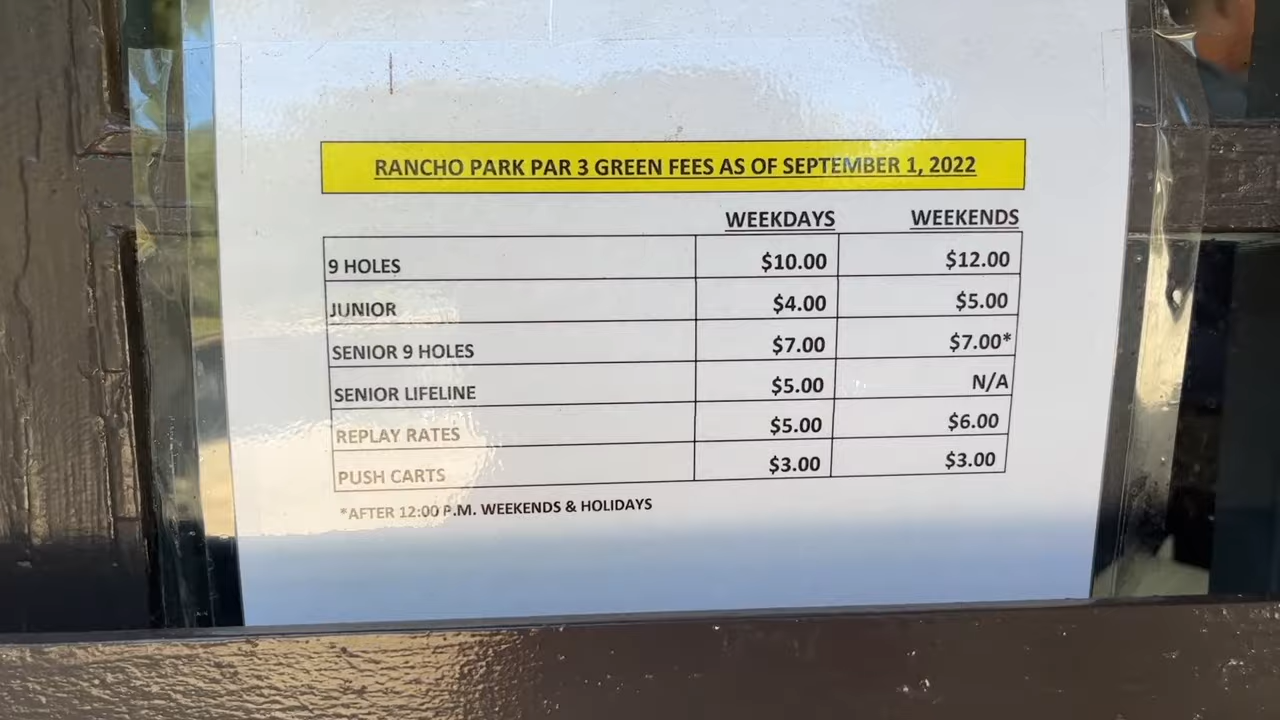 RANCHO PARK PAR 3 GREEN FEES AS OF SEPTEMBER 1, 2022
WEEKDAYS WEEKENDS
9 HOLES $10.00 $12.00
JUNIOR $4.00 $5.00
SENIOR 9 HOLES $7.00 $7.00*
SENIOR LIFELINE $5.00 N/A
REPLAY RATES $5.00 $6.00
PUSH CARTS $3.00 $3.00
*AFTER 12:00 P.M. WEEKENDS & HOLIDAYS